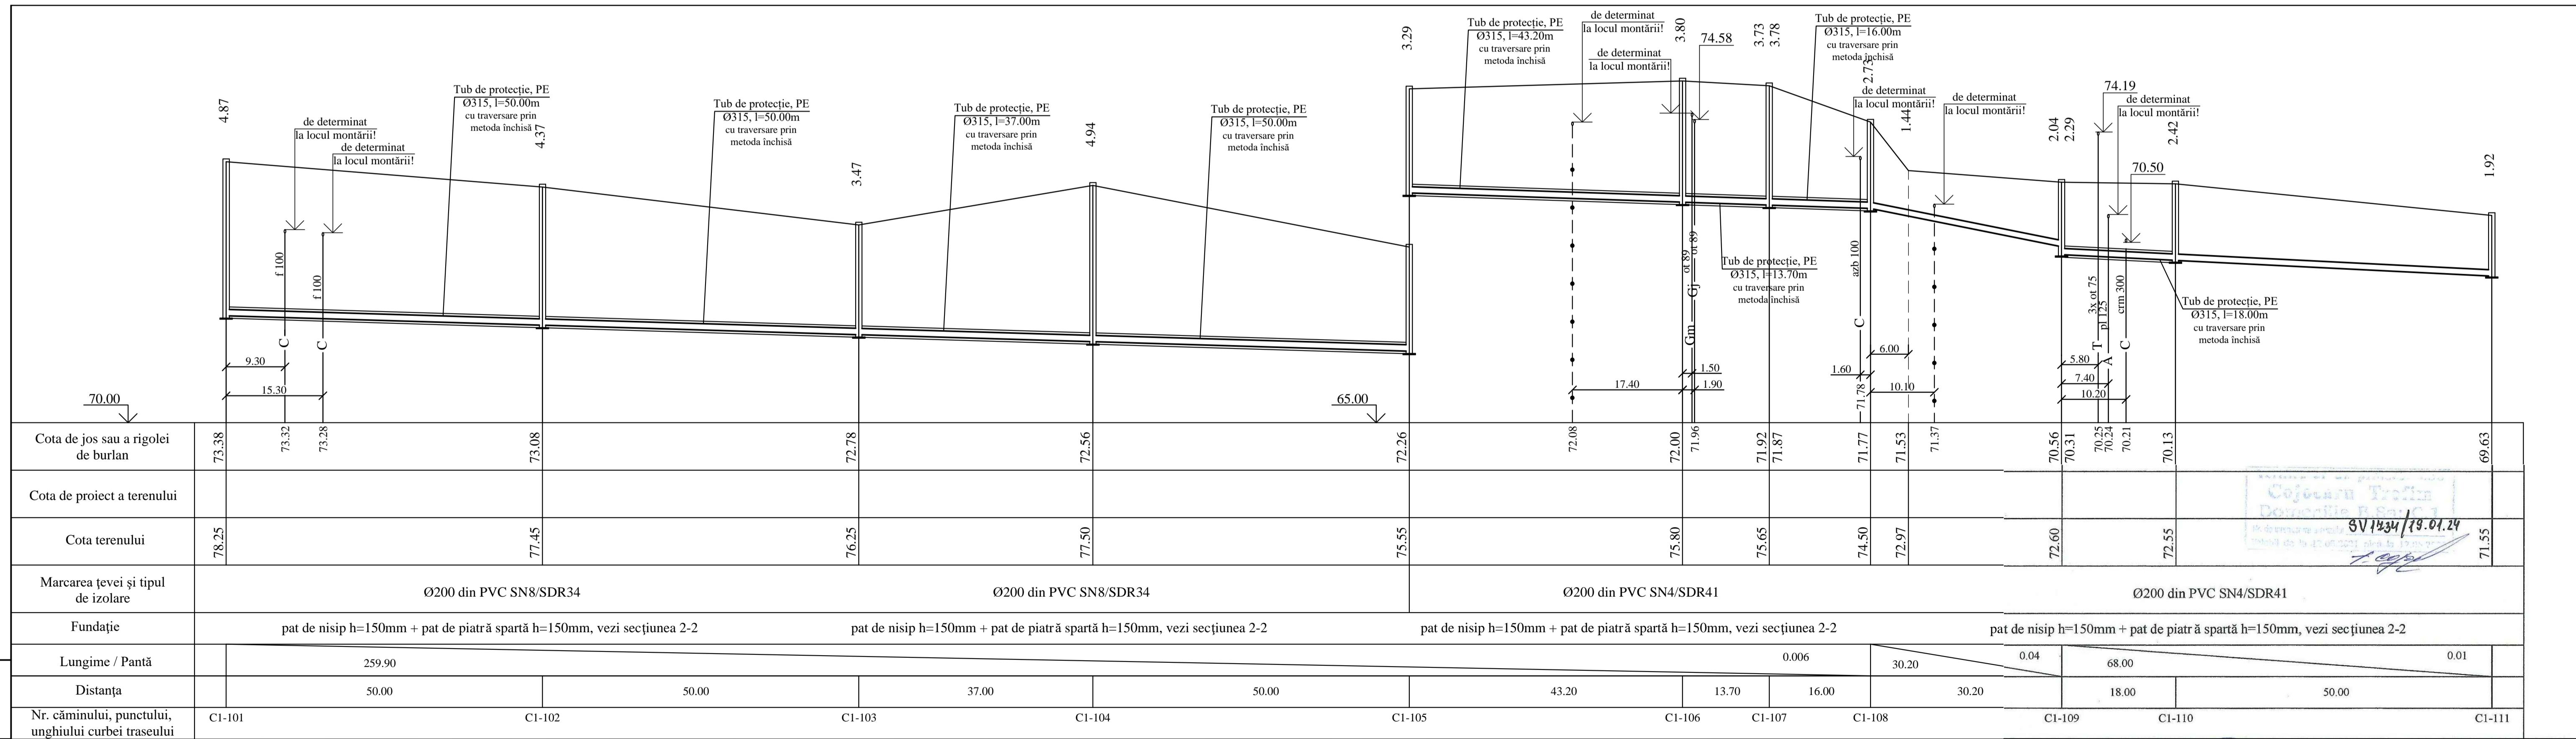 4.87
4.37
3.47
4.94
3.29
3.80
3.73
3.78
2.73
1.44
2.04
2.29
2.42
1.92
de determinat
la locul montării!
de determinat
la locul montării!
Tub de protecție, PE
Ø315, l=50.00m
cu traversare prin
metoda închisă
Tub de protecție, PE
Ø315, l=50.00m
cu traversare prin
metoda închisă
Tub de protecție, PE
Ø315, l=37.00m
cu traversare prin
metoda închisă
Tub de protecție, PE
Ø315, l=50.00m
cu traversare prin
metoda închisă
Tub de protecție, PE
Ø315, l=43.20m
cu traversare prin
metoda închisă
de determinat
la locul montării!
de determinat
la locul montării!
74.58
Tub de protecție, PE
Ø315, l=16.00m
cu traversare prin
metoda închisă
de determinat
la locul montării!
de determinat
la locul montării!
74.19
de determinat
la locul montării!
70.50
Tub de protecție, PE
Ø315, l=13.70m
cu traversare prin
metoda închisă
Tub de protecție, PE
Ø315, l=18.00m
cu traversare prin
metoda închisă
f 100
f 100
C
C
9.30
15.30
ot 89
ot 89
Gm
Gj
17.40
1.50
1.90
azb 100
C
1.60
71.78
6.00
10.10
3x ot 75
pl 125
crm 300
T
A
C
5.80
7.40
10.20
70.00
65.00
Cota de jos sau a rigolei
de burlan
73.38
73.32
73.28
73.08
72.78
72.56
72.26
72.08
72.00
71.96
71.92
71.87
71.77
71.53
71.37
70.56
70.31
70.25
70.24
70.21
70.13
69.63
Cota de proiect a terenului
Cojocaru Trofim
SV1734/19.01.24
Cota terenului
78.25
77.45
76.25
77.50
75.55
75.80
75.65
74.50
72.97
72.60
72.55
71.55
Marcarea țevei și tipul
de izolare
Ø200 din PVC SN8/SDR34
Ø200 din PVC SN8/SDR34
Ø200 din PVC SN4/SDR41
Ø200 din PVC SN4/SDR41
Fundație
pat de nisip h=150mm + pat de piatră spartă h=150mm, vezi secțiunea 2-2
pat de nisip h=150mm + pat de piatră spartă h=150mm, vezi secțiunea 2-2
pat de nisip h=150mm + pat de piatră spartă h=150mm, vezi secțiunea 2-2
pat de nisip h=150mm + pat de piatră spartă h=150mm, vezi secțiunea 2-2
Lungime / Pantă
259.90
0.006
30.20
0.04
68.00
0.01
Distanța
50.00
50.00
37.00
50.00
43.20
13.70
16.00
30.20
18.00
50.00
Nr. căminului, punctului,
unghiului curbei traseului
C1-101
C1-102
C1-103
C1-104
C1-105
C1-106
C1-107
C1-108
C1-109
C1-110
C1-111